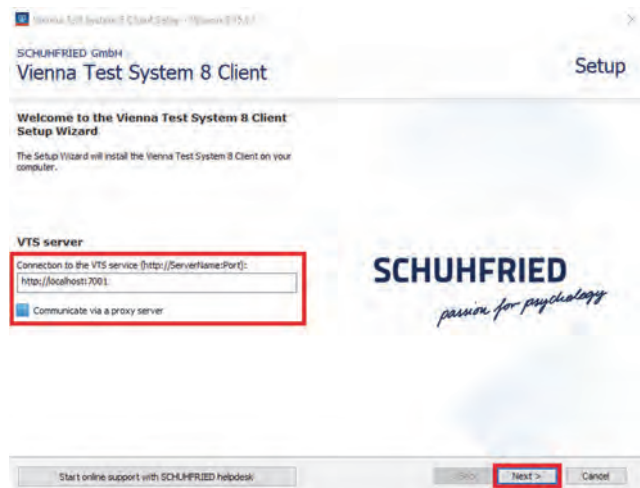 SCHUHFRIED GmbH
Vienna Test System 8 Client
Setup
Welcome to the Vienna Test System 8 Client
Setup Wizard
The Setup Wizard will install the Vienna Test System 8 Client on your
computer.
VTS server
Connection to the VTS service (http://ServerName:Port):
http://localhost:7001
Communicate via a proxy server
SCHUHFRIED
passion for psychology
Start online support with SCHUHFRIED helpdesk
Next >
Cancel